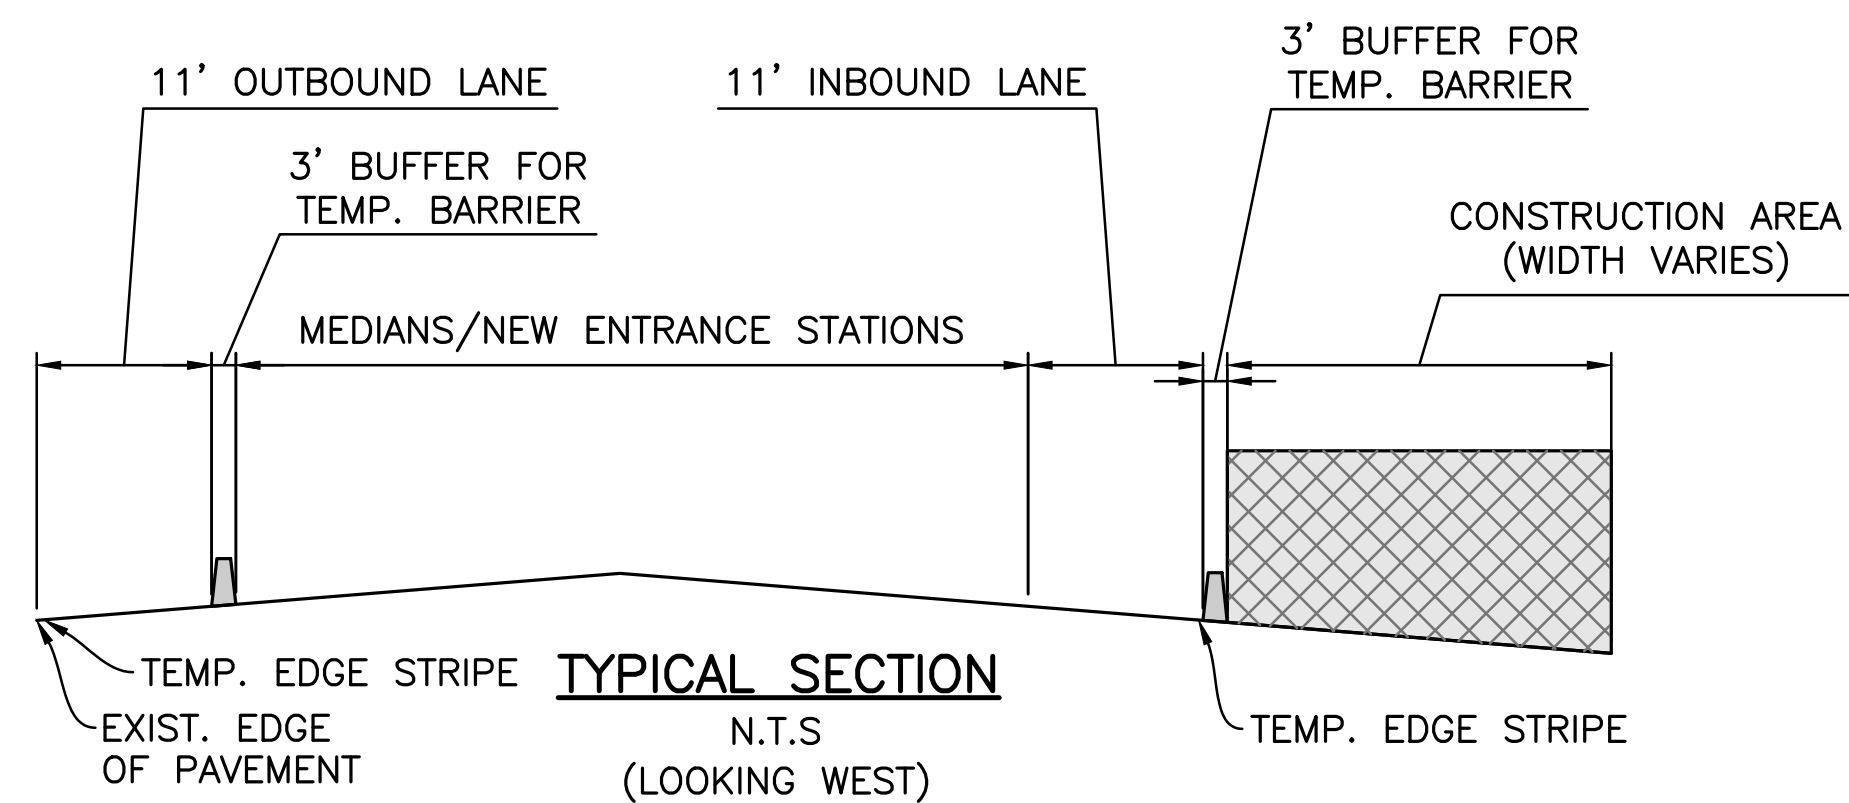 11' OUTBOUND LANE
3' BUFFER FOR
TEMP. BARRIER
MEDIANS/NEW ENTRANCE STATIONS
11' INBOUND LANE
3' BUFFER FOR
TEMP. BARRIER
CONSTRUCTION AREA
(WIDTH VARIES)
TEMP. EDGE STRIPE
EXIST. EDGE
OF PAVEMENT
TYPICAL SECTION
N.T.S
(LOOKING WEST)
TEMP. EDGE STRIPE